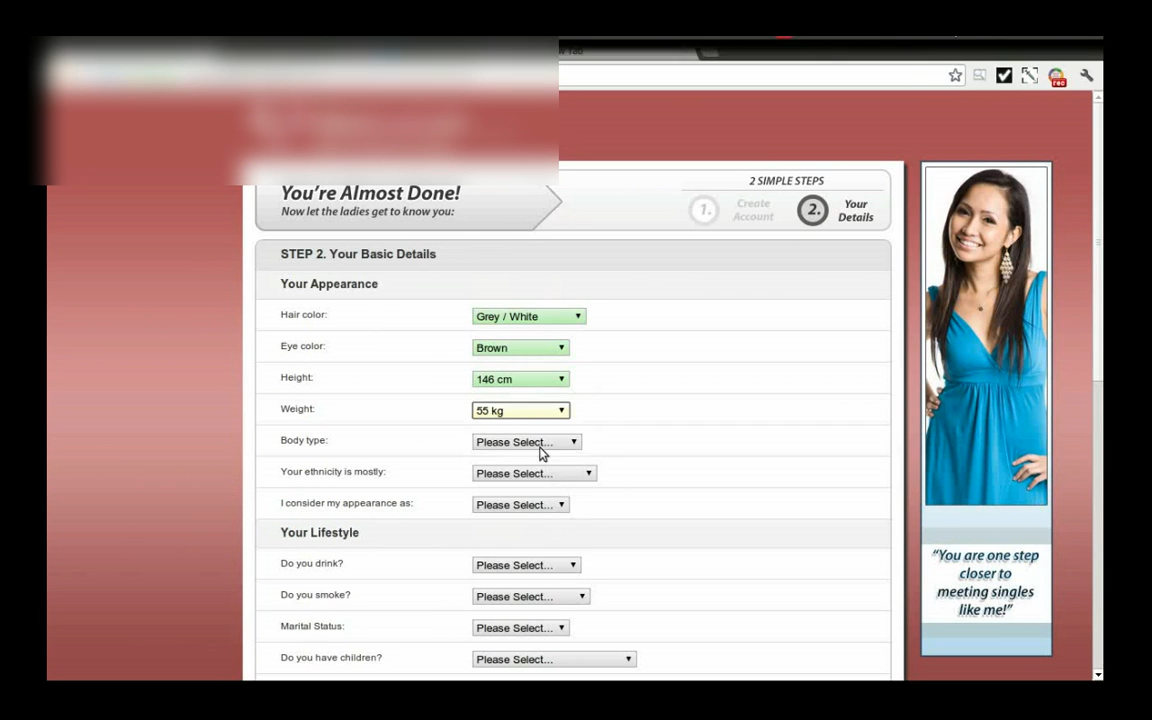 You're Almost Done!
Now let the ladies get to know you:
2 SIMPLE STEPS
1. Create Account
2. Your Details
STEP 2. Your Basic Details
Your Appearance
Hair color: Grey / White
Eye color: Brown
Height: 146 cm
Weight: 55 kg
Body type: Please Select...
Your ethnicity is mostly: Please Select...
I consider my appearance as: Please Select...
Your Lifestyle
Do you drink? Please Select...
Do you smoke? Please Select...
Marital Status: Please Select...
Do you have children? Please Select...
"You are one step
closer to
meeting singles
like me!"